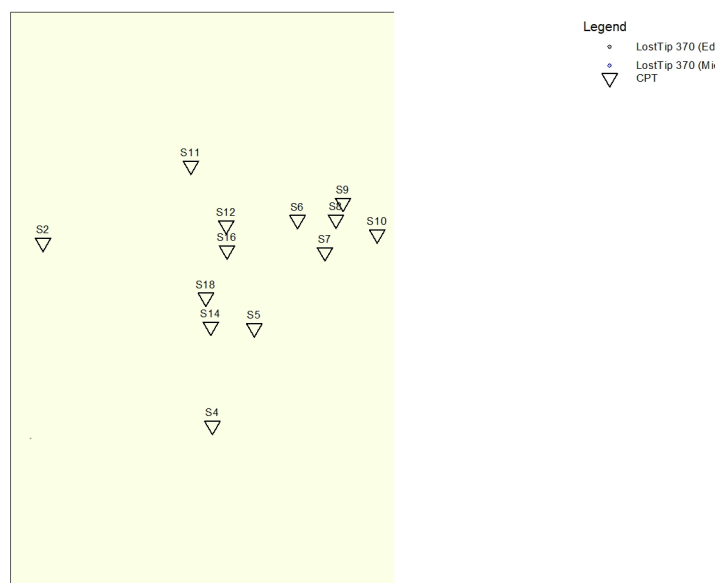 Legend
LostTip 370 (Ed
LostTip 370 (Mi
CPT
S11
S9
S6
S8
S12
S10
S2
S16
S7
S18
S14
S5
S4